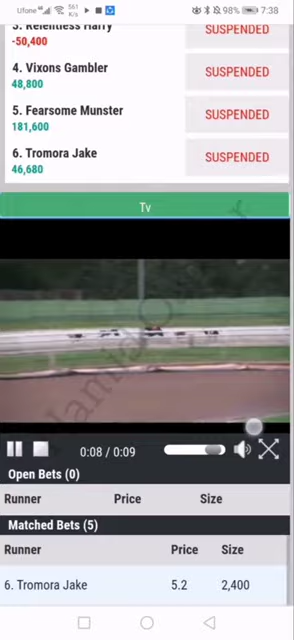 Ufone 561 K/s 98% 7:38
3. Relentless Harry SUSPENDED
-50,400
4. Vixons Gambler SUSPENDED
48,800
5. Fearsome Munster SUSPENDED
181,600
6. Tromora Jake SUSPENDED
46,680
Tv
0:08 / 0:09
Open Bets (0)
Runner Price Size
Matched Bets (5)
Runner Price Size
6. Tromora Jake 5.2 2,400